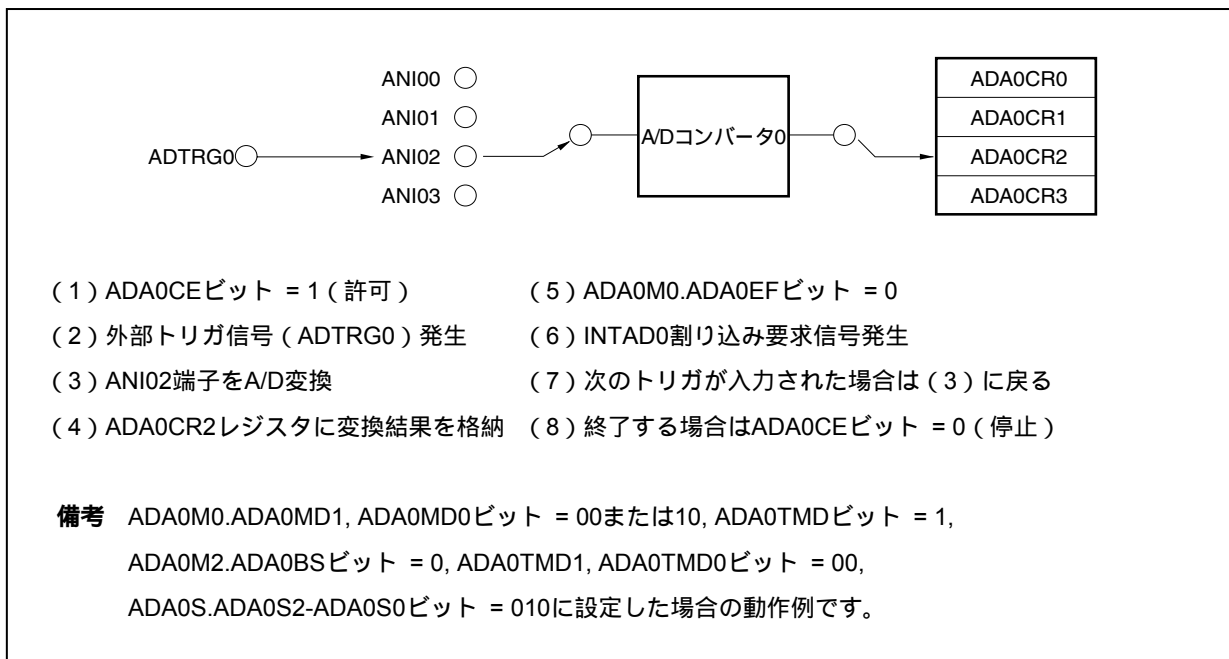 ANI00
ANI01
ADTRG0
ANI02
ANI03
A/Dコンバータ0
ADA0CR0
ADA0CR1
ADA0CR2
ADA0CR3
(1)ADA0CEビット = 1(許可)
(2)外部トリガ信号(ADTRG0)発生
(3)ANI02端子をA/D変換
(4)ADA0CR2レジスタに変換結果を格納
(5)ADA0M0.ADA0EFビット = 0
(6)INTAD0割り込み要求信号発生
(7)次のトリガが入力された場合は(3)に戻る
(8)終了する場合はADA0CEビット = 0(停止)
備考 ADA0M0.ADA0MD1, ADA0MD0ビット = 00または10, ADA0TMDビット = 1,
ADA0M2.ADA0BSビット = 0, ADA0TMD1, ADA0TMD0ビット = 00,
ADA0S.ADA0S2-ADA0S0ビット = 010に設定した場合の動作例です。